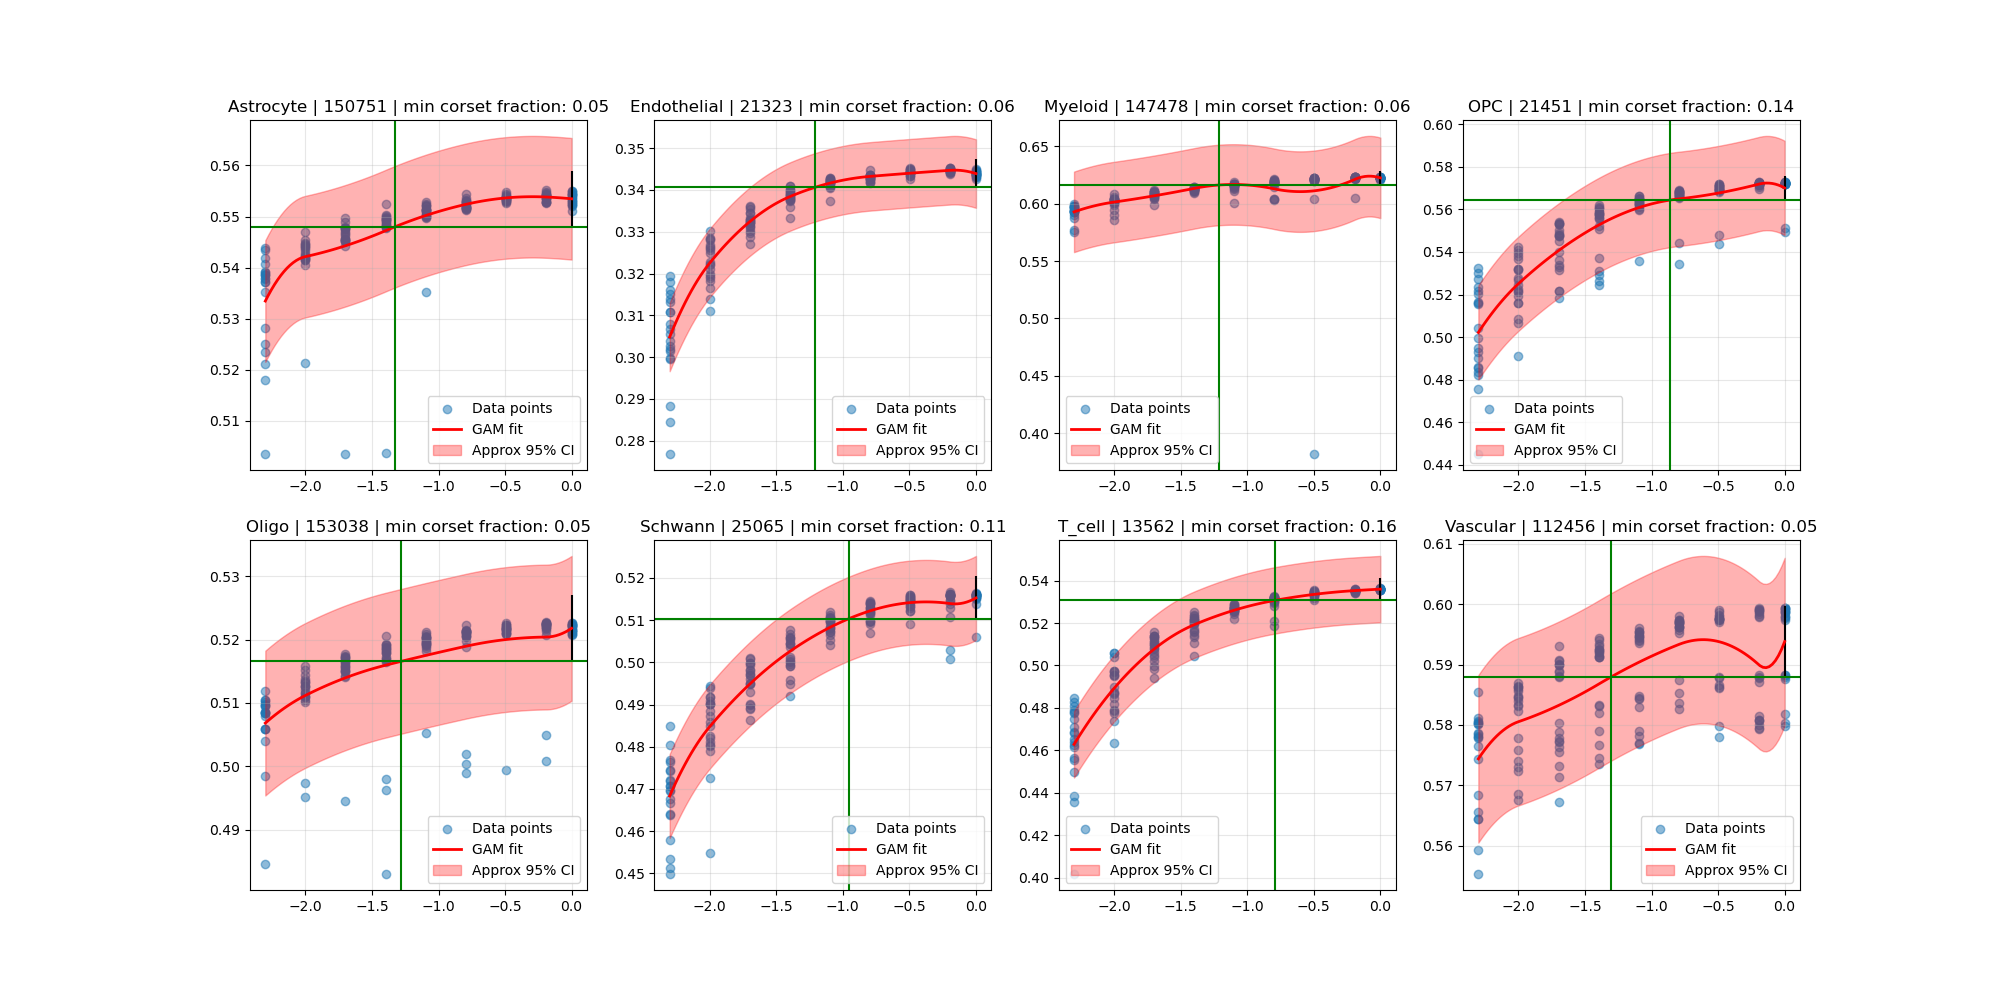 Astrocyte | 150751 | min corset fraction: 0.05
0.56
0.55
0.54
0.53
0.52
0.51
Data points
GAM fit
Approx 95% CI
−2.0 −1.5 −1.0 −0.5 0.0
Endothelial | 21323 | min corset fraction: 0.06
0.35
0.34
0.33
0.32
0.31
0.30
0.29
0.28
Data points
GAM fit
Approx 95% CI
−2.0 −1.5 −1.0 −0.5 0.0
Myeloid | 147478 | min corset fraction: 0.06
0.65
0.60
0.55
0.50
0.45
0.40
Data points
GAM fit
Approx 95% CI
−2.0 −1.5 −1.0 −0.5 0.0
OPC | 21451 | min corset fraction: 0.14
0.60
0.58
0.56
0.54
0.52
0.50
0.48
0.46
0.44
Data points
GAM fit
Approx 95% CI
−2.0 −1.5 −1.0 −0.5 0.0
Oligo | 153038 | min corset fraction: 0.05
0.53
0.52
0.51
0.50
0.49
Data points
GAM fit
Approx 95% CI
−2.0 −1.5 −1.0 −0.5 0.0
Schwann | 25065 | min corset fraction: 0.11
0.52
0.51
0.50
0.49
0.48
0.47
0.46
0.45
Data points
GAM fit
Approx 95% CI
−2.0 −1.5 −1.0 −0.5 0.0
T_cell | 13562 | min corset fraction: 0.16
0.54
0.52
0.50
0.48
0.46
0.44
0.42
0.40
Data points
GAM fit
Approx 95% CI
−2.0 −1.5 −1.0 −0.5 0.0
Vascular | 112456 | min corset fraction: 0.05
0.61
0.60
0.59
0.58
0.57
0.56
Data points
GAM fit
Approx 95% CI
−2.0 −1.5 −1.0 −0.5 0.0